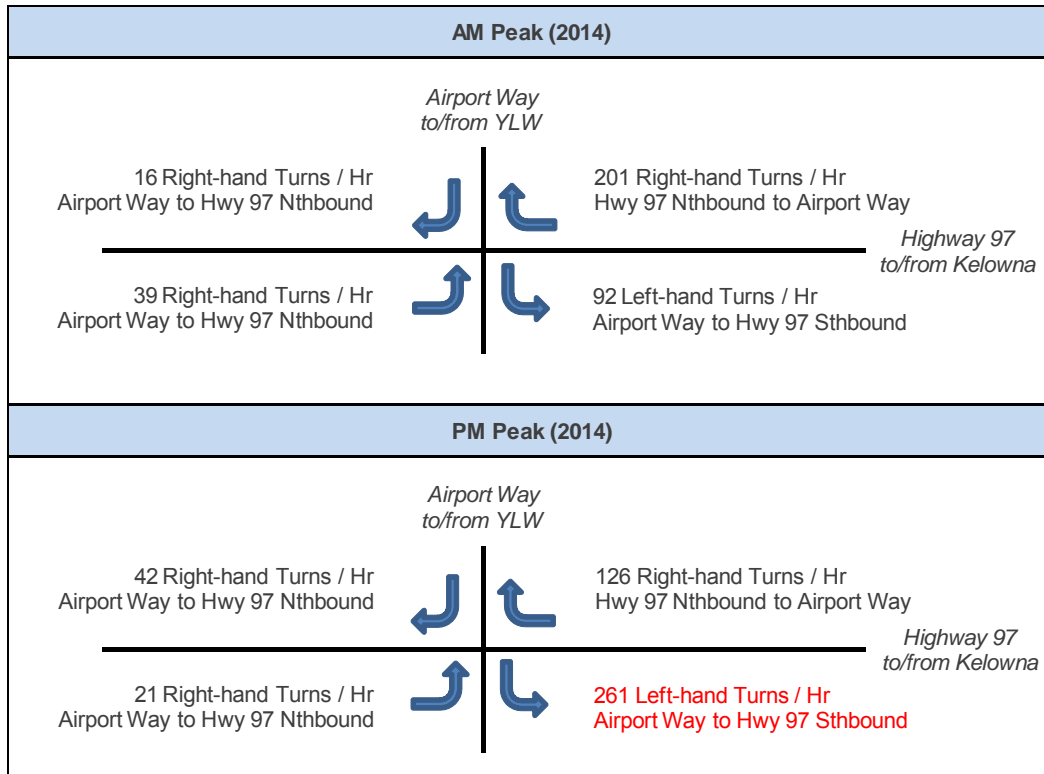 AM Peak (2014)
Airport Way
to/from YLW
16 Right-hand Turns / Hr
Airport Way to Hwy 97 Nthbound
201 Right-hand Turns / Hr
Hwy 97 Nthbound to Airport Way
Highway 97
to/from Kelowna
39 Right-hand Turns / Hr
Airport Way to Hwy 97 Nthbound
92 Left-hand Turns / Hr
Airport Way to Hwy 97 Sthbound
PM Peak (2014)
Airport Way
to/from YLW
42 Right-hand Turns / Hr
Airport Way to Hwy 97 Nthbound
126 Right-hand Turns / Hr
Hwy 97 Nthbound to Airport Way
Highway 97
to/from Kelowna
21 Right-hand Turns / Hr
Airport Way to Hwy 97 Nthbound
261 Left-hand Turns / Hr
Airport Way to Hwy 97 Sthbound